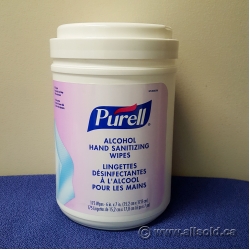 Purell
ALCOHOL
HAND SANITIZING
WIPES
LINGETTES
DÉSINFECTANTES
À L'ALCOOL
POUR LES MAINS
www.allsold.ca